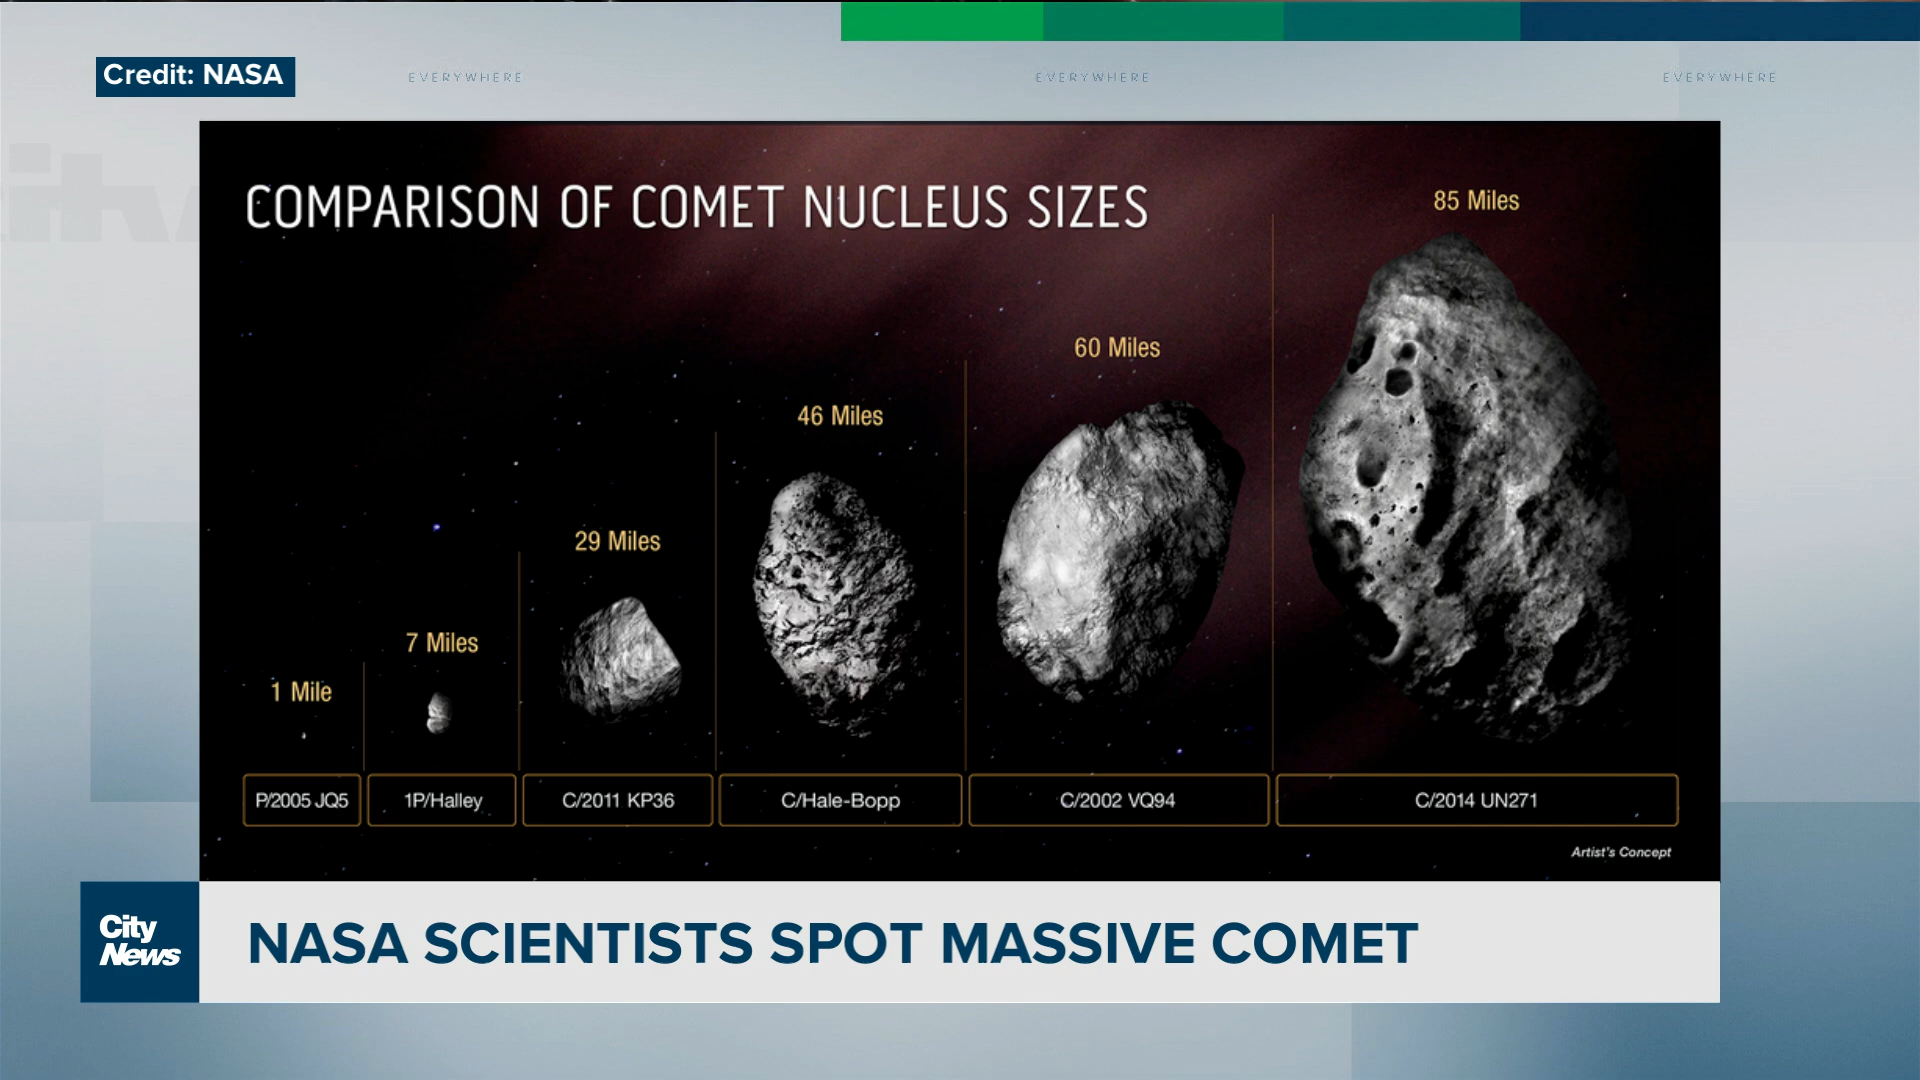 Credit: NASA
EVERYWHERE
EVERYWHERE
EVERYWHERE
city
COMPARISON OF COMET NUCLEUS SIZES
85 Miles
60 Miles
46 Miles
29 Miles
7 Miles
1 Mile
P/2005 JQ5
1P/Halley
C/2011 KP36
C/Hale-Bopp
C/2002 VQ94
C/2014 UN271
Artist's Concept
City
News
NASA SCIENTISTS SPOT MASSIVE COMET